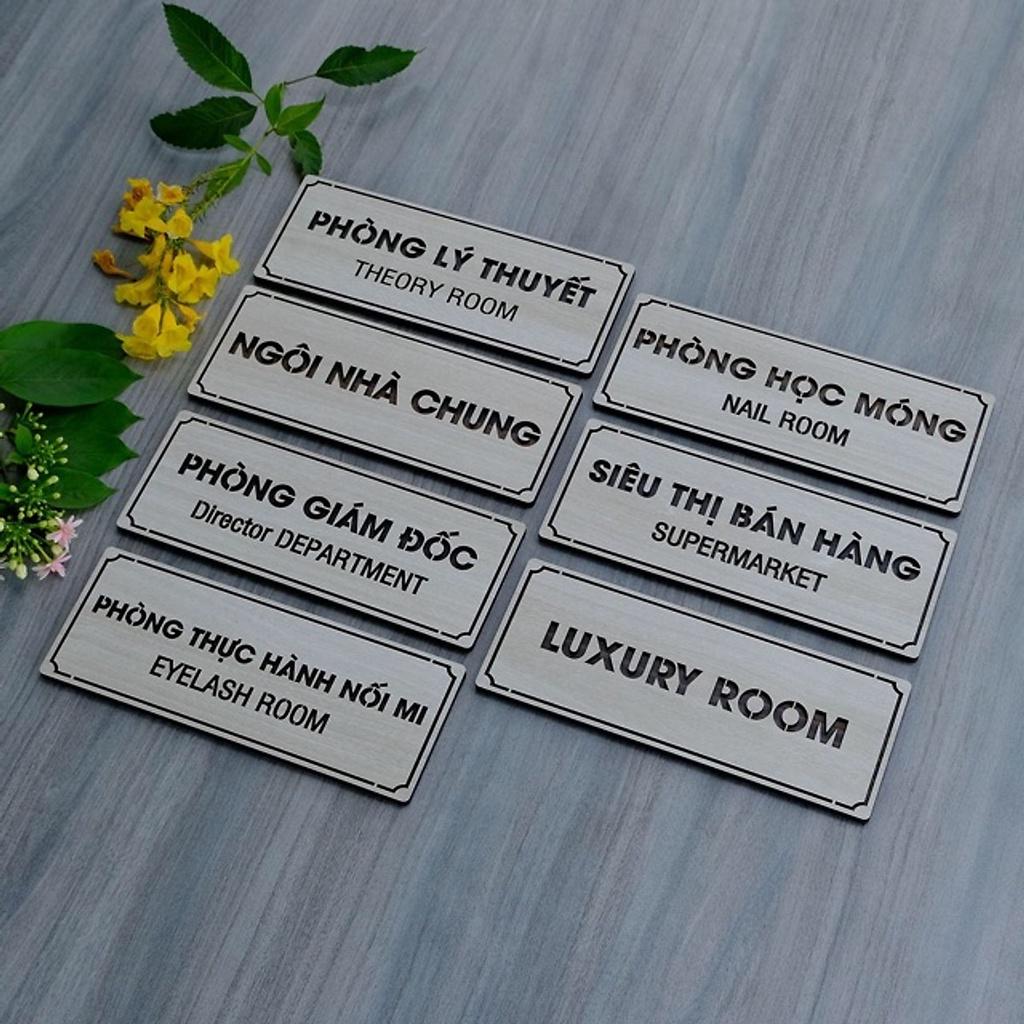 PHÒNG LÝ THUYẾT
THEORY ROOM
NGÔI NHÀ CHUNG
PHÒNG GIÁM ĐỐC
Director DEPARTMENT
PHÒNG THỰC HÀNH NỐI MI
EYELASH ROOM
PHÒNG HỌC MÓNG
NAIL ROOM
SIÊU THỊ BÁN HÀNG
SUPERMARKET
LUXURY ROOM